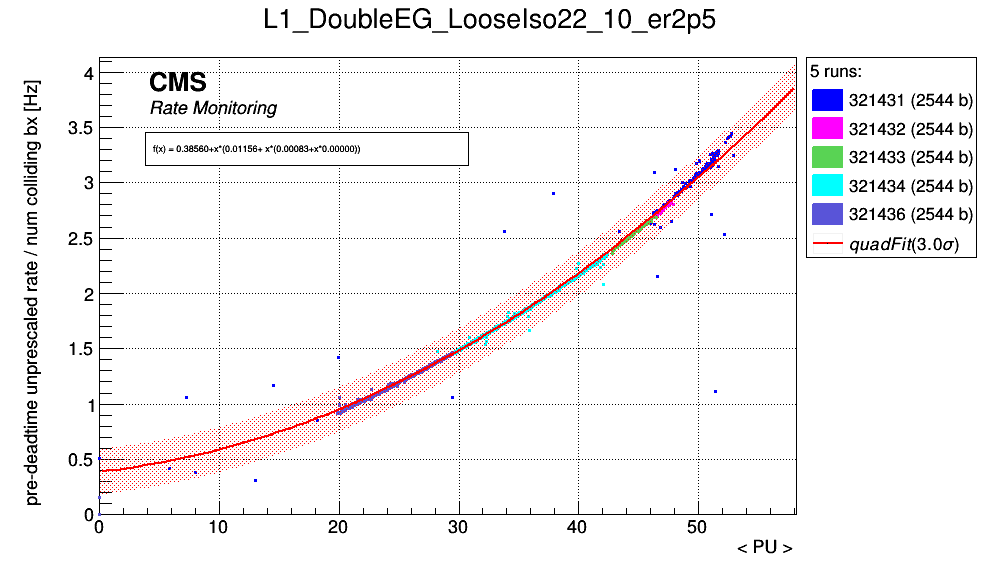 L1_DoubleEG_LooseIso22_10_er2p5
pre-deadtime unprescaled rate / num colliding bx [Hz]
4
3.5
3
2.5
2
1.5
1
0.5
0
CMS
Rate Monitoring
f(x) = 0.38560+x*(0.01156+ x*(0.00083+x*0.00000))
0 10 20 30 40 50
< PU >
5 runs:
321431 (2544 b)
321432 (2544 b)
321433 (2544 b)
321434 (2544 b)
321436 (2544 b)
quadFit(3.0σ)